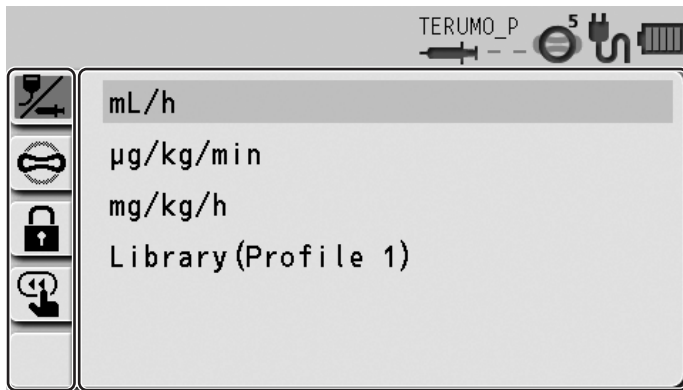 TERUMO_P
5
mL/h
µg/kg/min
mg/kg/h
Library(Profile 1)